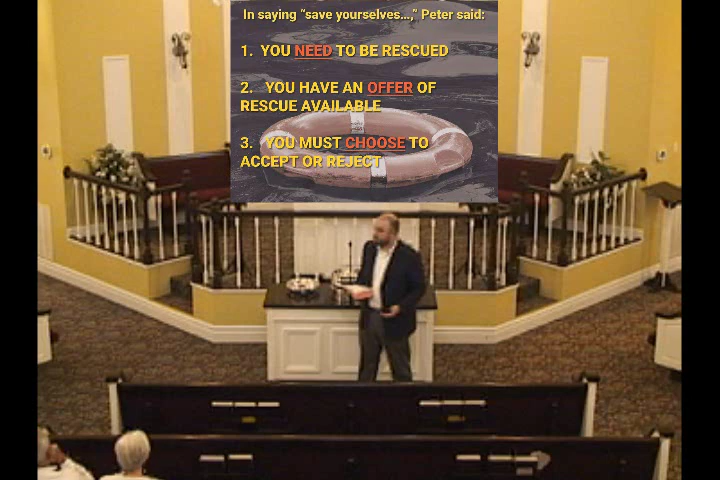 In saying "save yourselves...," Peter said:
1. YOU NEED TO BE RESCUED
2. YOU HAVE AN OFFER OF
RESCUE AVAILABLE
3. YOU MUST CHOOSE TO
ACCEPT OR REJECT